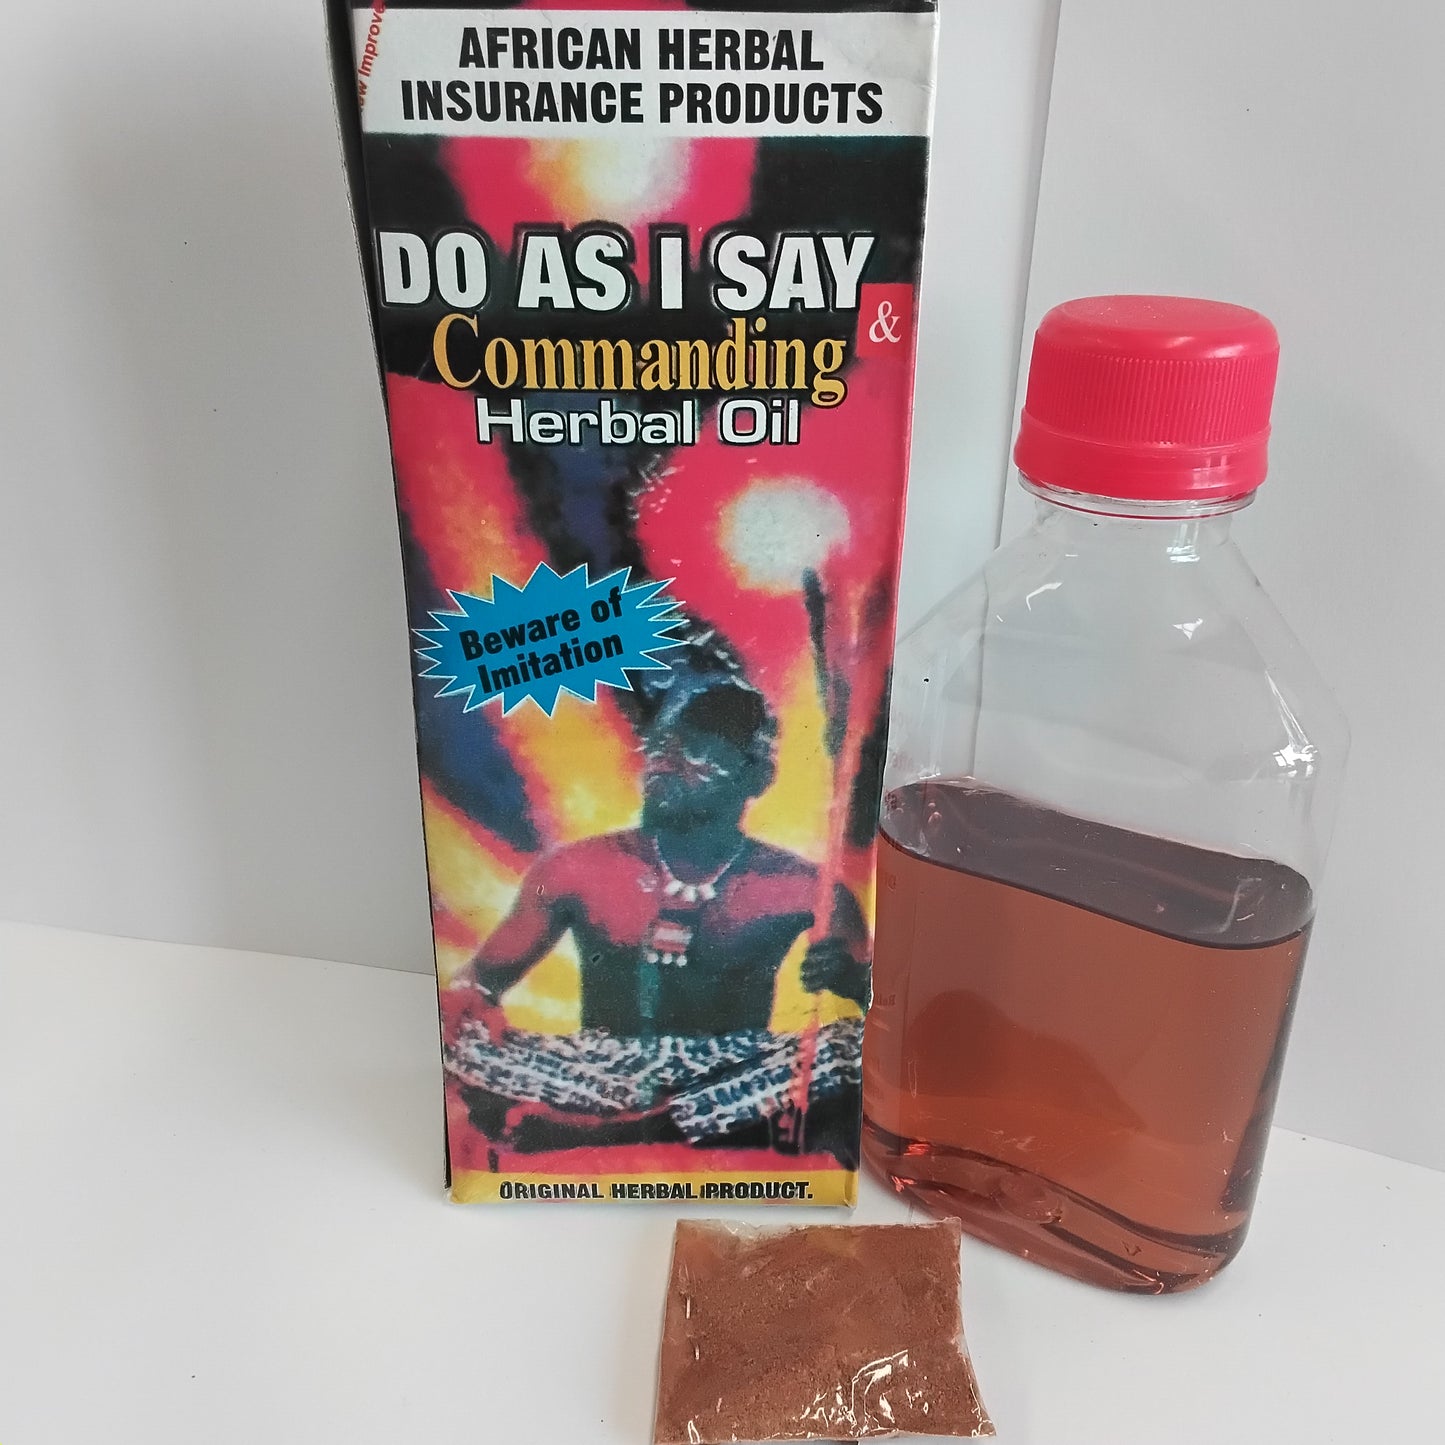 AFRICAN HERBAL
INSURANCE PRODUCTS
DO AS I SAY
&
Commanding
Herbal Oil
Beware of
Imitation
ORIGINAL HERBAL PRODUCT.